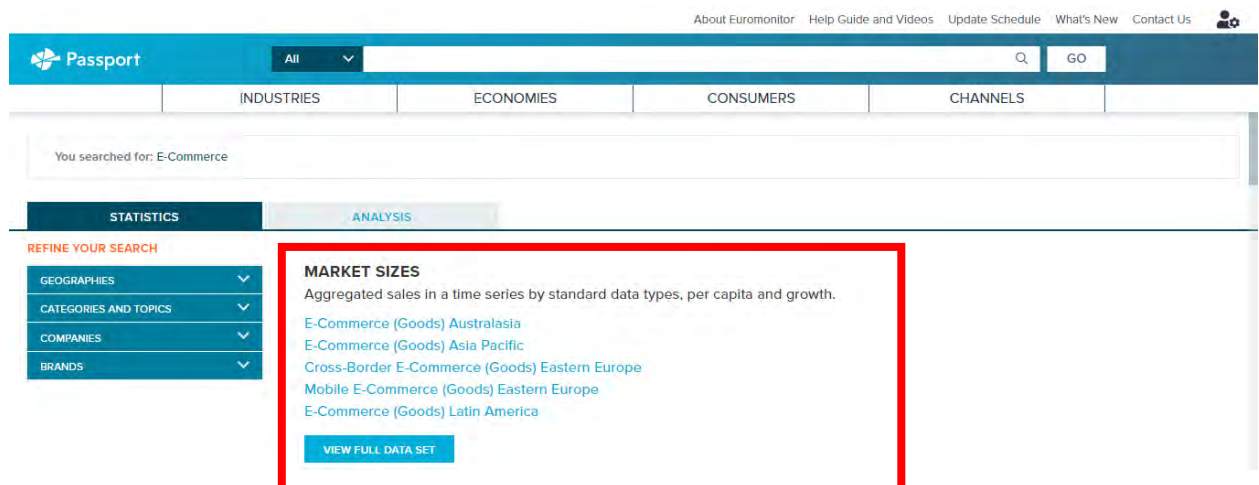 About Euromonitor Help Guide and Videos Update Schedule What's New Contact Us
Passport All GO
INDUSTRIES ECONOMIES CONSUMERS CHANNELS
You searched for: E-Commerce
STATISTICS ANALYSIS
REFINE YOUR SEARCH
GEOGRAPHIES
CATEGORIES AND TOPICS
COMPANIES
BRANDS
MARKET SIZES
Aggregated sales in a time series by standard data types, per capita and growth.
E-Commerce (Goods) Australasia
E-Commerce (Goods) Asia Pacific
Cross-Border E-Commerce (Goods) Eastern Europe
Mobile E-Commerce (Goods) Eastern Europe
E-Commerce (Goods) Latin America
VIEW FULL DATA SET